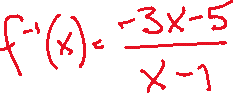 f⁻¹(x) = (-3x-5)/(x-1)